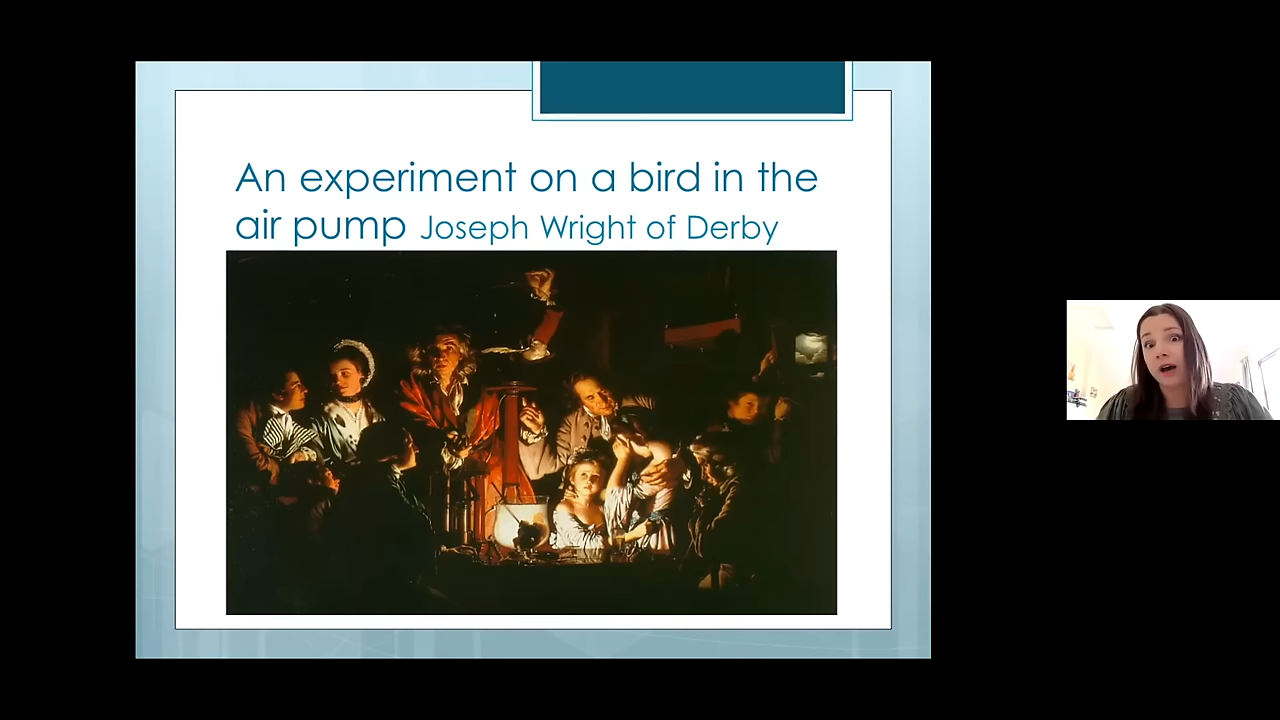 An experiment on a bird in the
air pump Joseph Wright of Derby